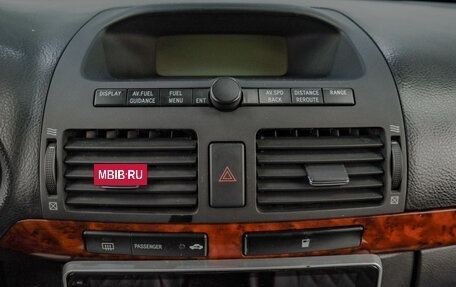 DISPLAY
AV.FUEL
GUIDANCE
FUEL
MENU
ENT
AV.SPD
BACK
DISTANCE
REROUTE
RANGE
MBIB·RU
PASSENGER